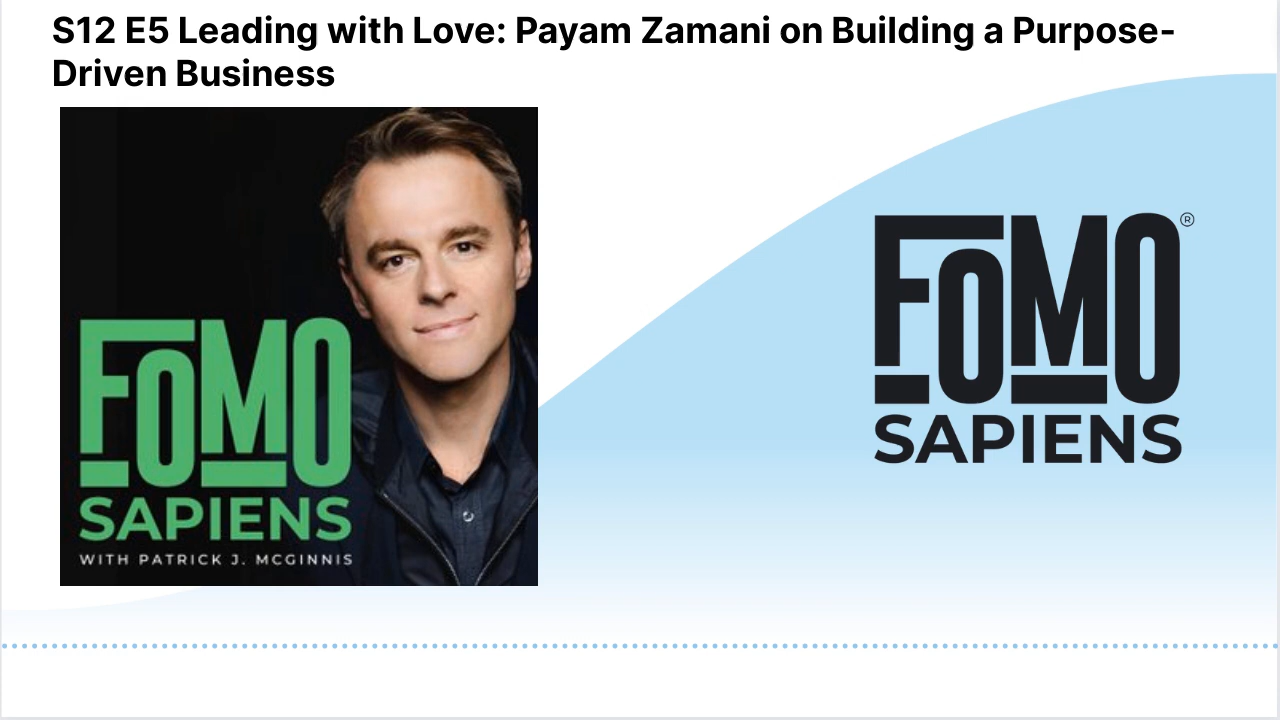 S12 E5 Leading with Love: Payam Zamani on Building a Purpose-
Driven Business
FOMO
SAPIENS
WITH PATRICK J. MCGINNIS
FOMO®
SAPIENS